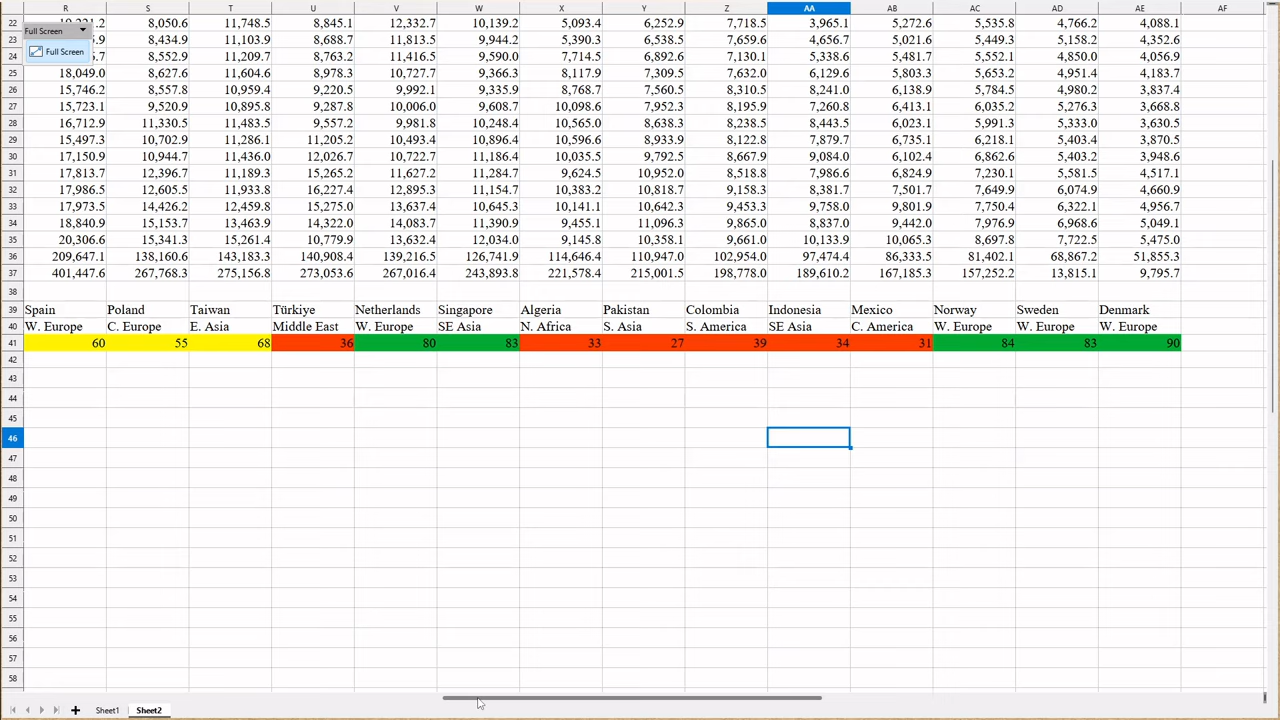 R S T U V W X Y Z AA AB AC AD AE AF
22 8,050.6 11,748.5 8,845.1 12,332.7 10,139.2 5,093.4 6,252.9 7,718.5 3,965.1 5,272.6 5,535.8 4,766.2 4,088.1
Full Screen
23 8,434.9 11,103.9 8,688.7 11,813.5 9,944.2 5,390.3 6,538.5 7,659.6 4,656.7 5,021.6 5,449.3 5,158.2 4,352.6
Full Screen
24 8,552.9 11,209.7 8,763.2 11,416.5 9,590.0 7,714.5 6,892.6 7,130.1 5,338.6 5,481.7 5,552.1 4,850.0 4,056.9
25 18,049.0 8,627.6 11,604.6 8,978.3 10,727.7 9,366.3 8,117.9 7,309.5 7,632.0 6,129.6 5,803.3 5,653.2 4,951.4 4,183.7
26 15,746.2 8,557.8 10,959.4 9,220.5 9,992.1 9,335.9 8,768.7 7,560.5 8,310.5 8,241.0 6,138.9 5,784.5 4,980.2 3,837.4
27 15,723.1 9,520.9 10,895.8 9,287.8 10,006.0 9,608.7 10,098.6 7,952.3 8,195.9 7,260.8 6,413.1 6,035.2 5,276.3 3,668.8
28 16,712.9 11,330.5 11,483.5 9,557.2 9,981.8 10,248.4 10,565.0 8,638.3 8,238.5 8,443.5 6,023.1 5,991.3 5,333.0 3,630.5
29 15,497.3 10,702.9 11,286.1 11,205.2 10,493.4 10,896.4 10,596.6 8,933.9 8,122.8 7,879.7 6,735.1 6,218.1 5,403.4 3,870.5
30 17,150.9 10,944.7 11,436.0 12,026.7 10,722.7 11,186.4 10,035.5 9,792.5 8,667.9 9,084.0 6,102.4 6,862.6 5,403.2 3,948.6
31 17,813.7 12,396.7 11,189.3 15,265.2 11,627.2 11,284.7 9,624.5 10,952.0 8,518.8 7,986.6 6,824.9 7,230.1 5,581.5 4,517.1
32 17,986.5 12,605.5 11,933.8 16,227.4 12,895.3 11,154.7 10,383.2 10,818.7 9,158.3 8,381.7 7,501.7 7,649.9 6,074.9 4,660.9
33 17,973.5 14,426.2 12,459.8 15,275.0 13,637.4 10,645.3 10,141.1 10,642.3 9,453.3 9,758.0 9,801.9 7,750.4 6,322.1 4,956.7
34 18,840.9 15,153.7 13,463.9 14,322.0 14,083.7 11,390.9 9,455.1 11,096.3 9,865.0 8,837.0 9,442.0 7,976.9 6,968.6 5,049.1
35 20,306.6 15,341.3 15,261.4 10,779.9 13,632.4 12,034.0 9,145.8 10,358.1 9,661.0 10,133.9 10,065.3 8,697.8 7,722.5 5,475.0
36 209,647.1 138,160.6 143,183.3 140,908.4 139,216.5 126,741.9 114,646.4 110,947.0 102,954.0 97,474.4 86,333.5 81,402.1 68,867.2 51,855.3
37 401,447.6 267,768.3 275,156.8 273,053.6 267,016.4 243,893.8 221,578.4 215,001.5 198,778.0 189,610.2 167,185.3 157,252.2 13,815.1 9,795.7
38
39 Spain Poland Taiwan Türkiye Netherlands Singapore Algeria Pakistan Colombia Indonesia Mexico Norway Sweden Denmark
40 W. Europe C. Europe E. Asia Middle East W. Europe SE Asia N. Africa S. Asia S. America SE Asia C. America W. Europe W. Europe W. Europe
41 60 55 68 36 80 83 33 27 39 34 31 84 83 90
42
43
44
45
46
47
48
49
50
51
52
53
54
55
56
57
58
Sheet1 Sheet2